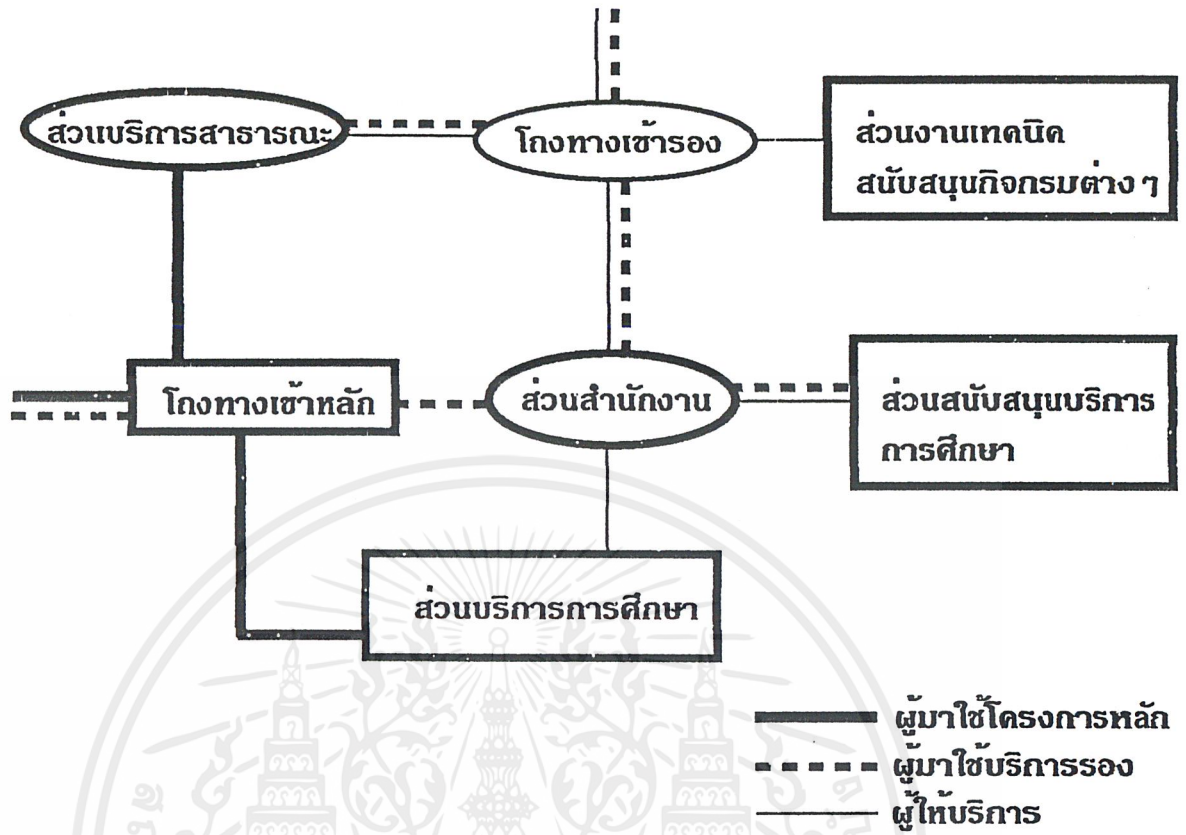 ส่วนบริการสาธารณะ
โถงทางเข้ารอง
ส่วนงานเทคนิค
สนับสนุนกิจกรมต่าง ๆ
โถงทางเข้าหลัก
ส่วนสำนักงาน
ส่วนสนับสนุนบริการ
การศึกษา
ส่วนบริการการศึกษา
ผู้มาใช้โครงการหลัก
ผู้มาใช้บริการรอง
ผู้ให้บริการ